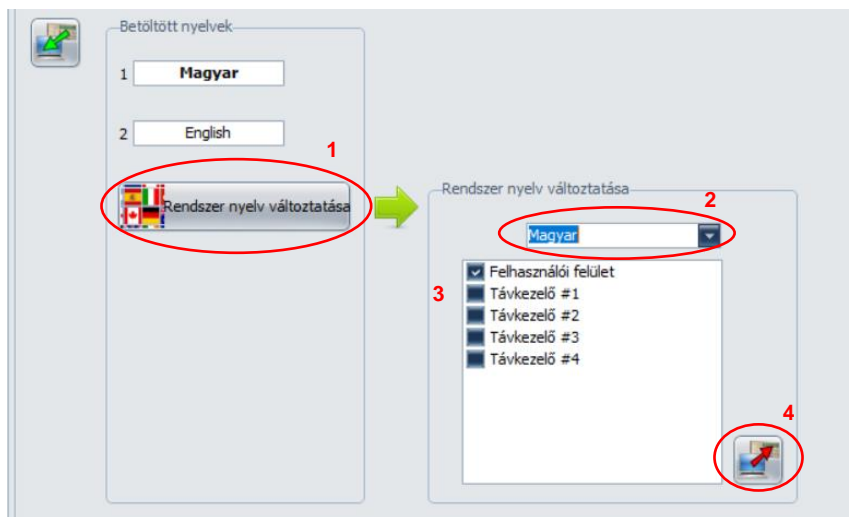 Betöltött nyelvek
1 Magyar
2 English
1
Rendszer nyelv változtatása
Rendszer nyelv változtatása
2
Magyar
Felhasználói felület
3
Távkezelő #1
Távkezelő #2
Távkezelő #3
Távkezelő #4
4